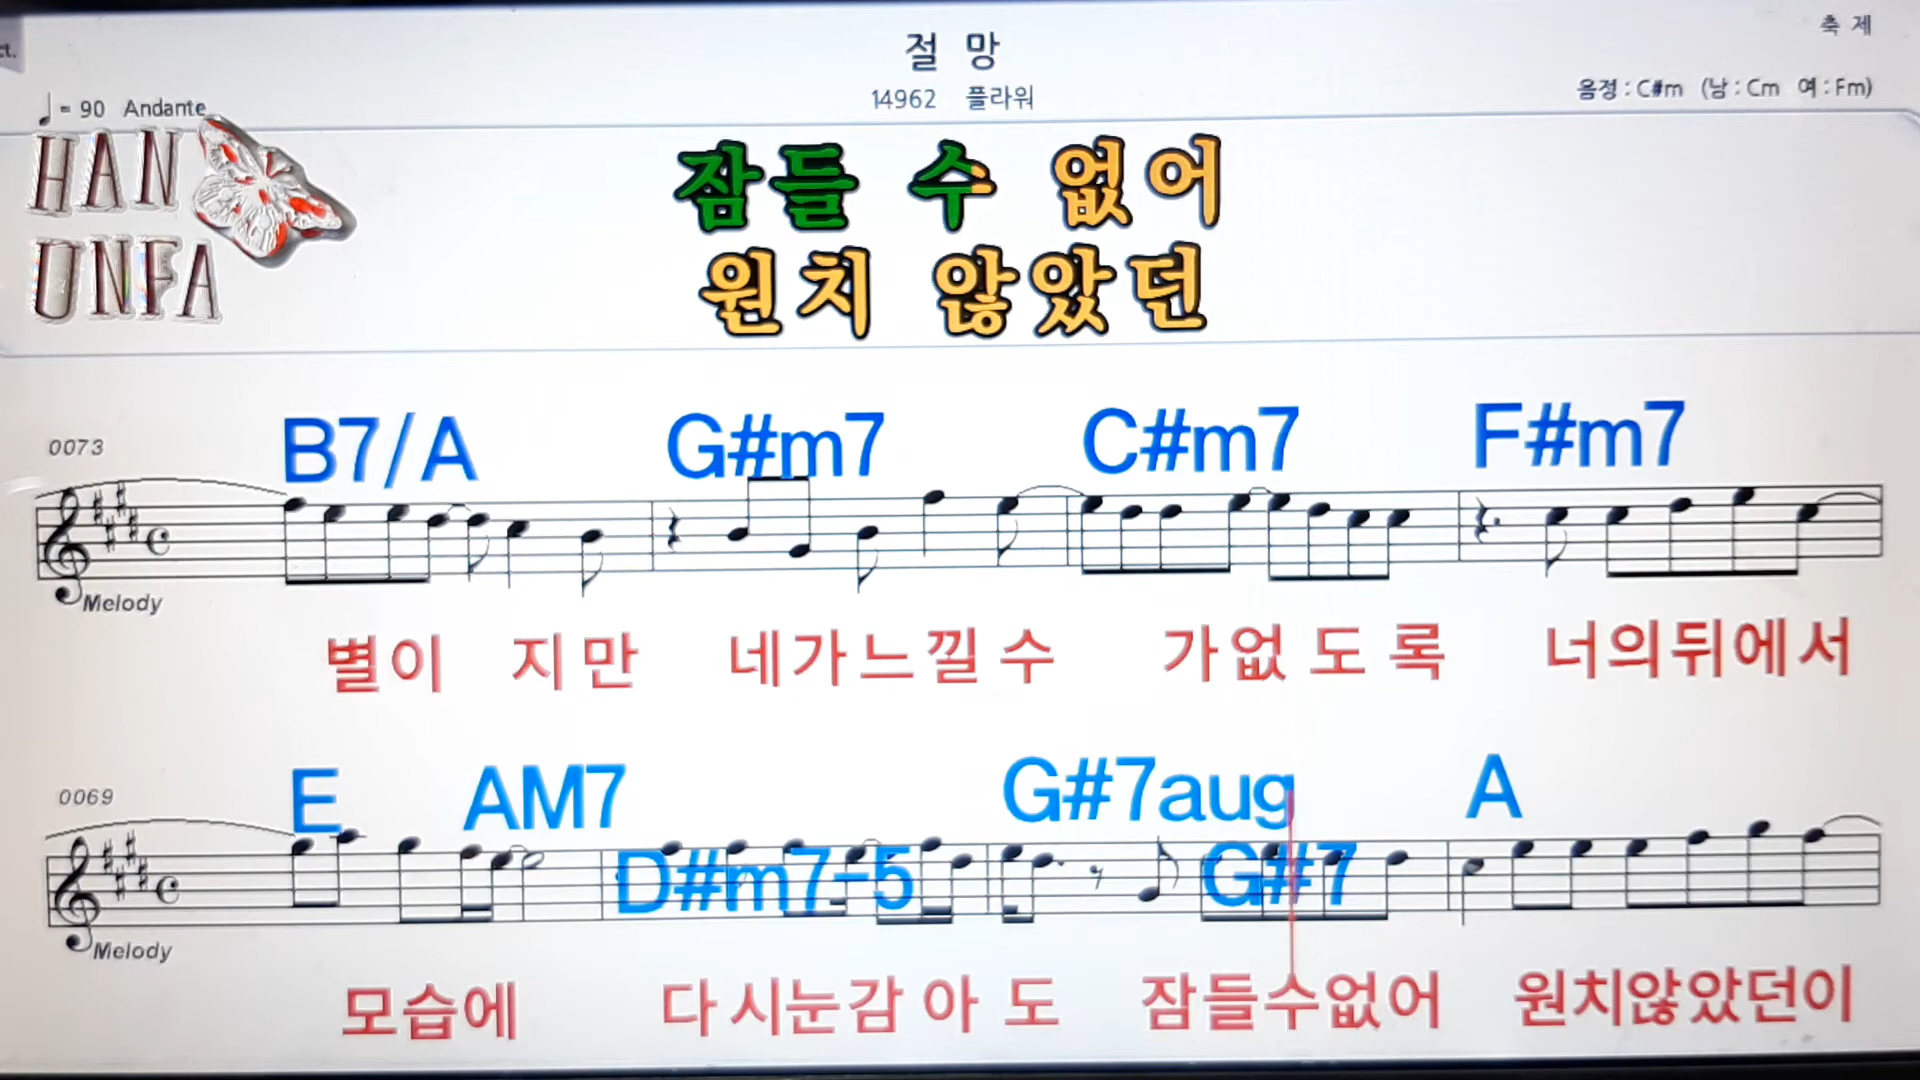 ct.
절 망
축 제
♩= 90 Andante
14962 플라워
음정 : C#m (남 : Cm 여 : Fm)
HAN
UNFA
잠들 수 없어
원치 않았던
0073
B7/A G#m7 C#m7 F#m7
Melody
별이 지만 네가느낄 수 가없 도 록 너의뒤에서
0069
E AM7 D#m7-5 G#7aug G#7 A
Melody
모습에 다시눈감 아 도 잠들수없어 원치않았던이